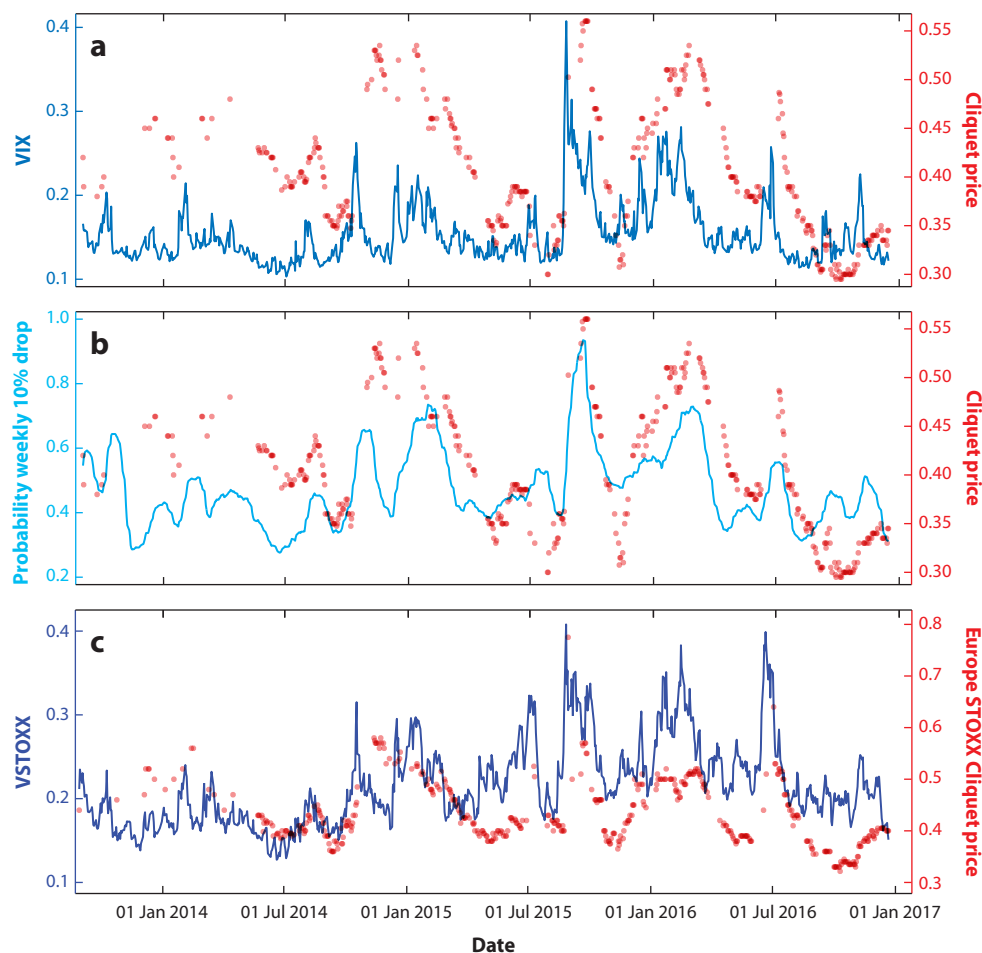 a
VIX
0.4
0.3
0.2
0.1
0.55
0.50
0.45
0.40
0.35
0.30
Cliquet price
b
Probability weekly 10% drop
1.0
0.8
0.6
0.4
0.2
0.55
0.50
0.45
0.40
0.35
0.30
Cliquet price
c
VSTOXX
0.4
0.3
0.2
0.1
0.8
0.7
0.6
0.5
0.4
0.3
Europe STOXX Cliquet price
01 Jan 2014
01 Jul 2014
01 Jan 2015
01 Jul 2015
01 Jan 2016
01 Jul 2016
01 Jan 2017
Date